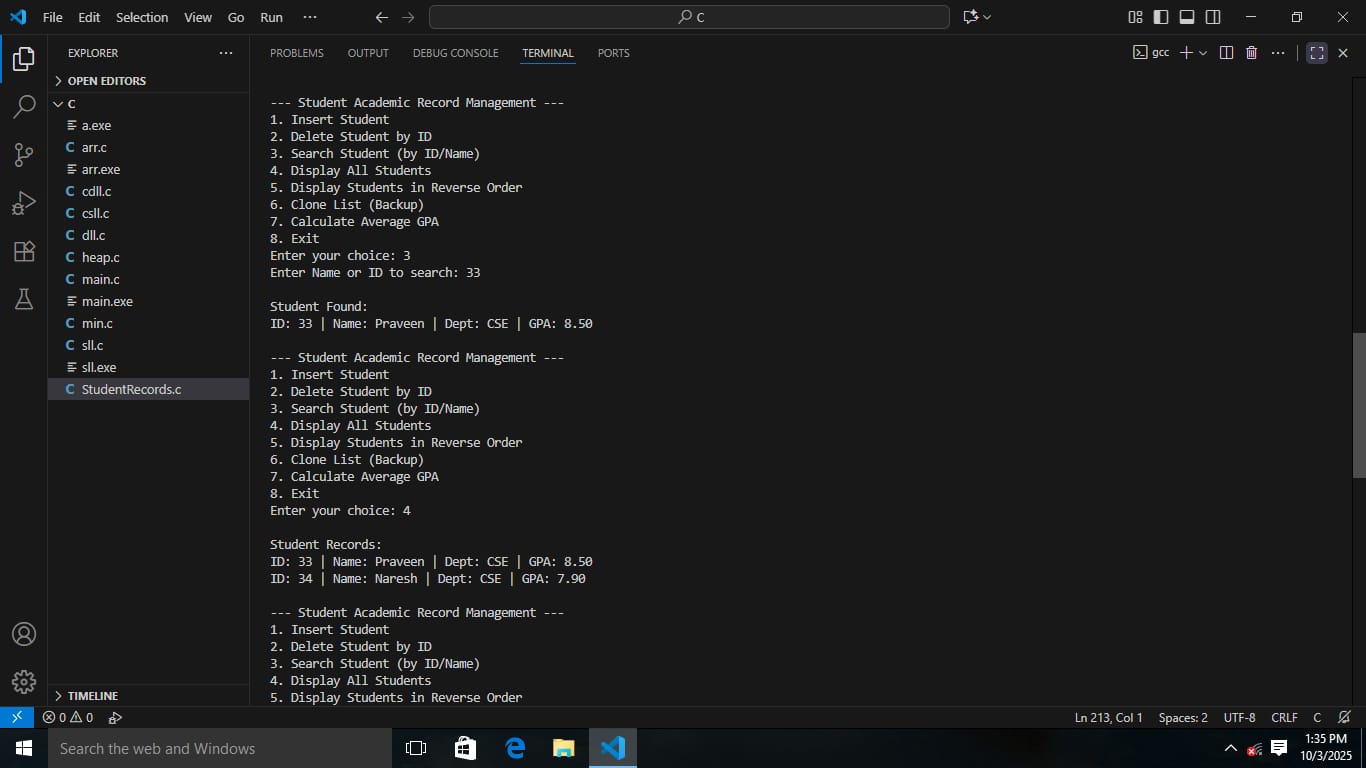 File Edit Selection View Go Run ··· C
EXPLORER ···
OPEN EDITORS
C
a.exe
C arr.c
arr.exe
C cdll.c
C csll.c
C dll.c
C heap.c
C main.c
main.exe
C min.c
C sll.c
sll.exe
C StudentRecords.c
TIMELINE
PROBLEMS OUTPUT DEBUG CONSOLE TERMINAL PORTS gcc
--- Student Academic Record Management ---
1. Insert Student
2. Delete Student by ID
3. Search Student (by ID/Name)
4. Display All Students
5. Display Students in Reverse Order
6. Clone List (Backup)
7. Calculate Average GPA
8. Exit
Enter your choice: 3
Enter Name or ID to search: 33
Student Found:
ID: 33 | Name: Praveen | Dept: CSE | GPA: 8.50
--- Student Academic Record Management ---
1. Insert Student
2. Delete Student by ID
3. Search Student (by ID/Name)
4. Display All Students
5. Display Students in Reverse Order
6. Clone List (Backup)
7. Calculate Average GPA
8. Exit
Enter your choice: 4
Student Records:
ID: 33 | Name: Praveen | Dept: CSE | GPA: 8.50
ID: 34 | Name: Naresh | Dept: CSE | GPA: 7.90
--- Student Academic Record Management ---
1. Insert Student
2. Delete Student by ID
3. Search Student (by ID/Name)
4. Display All Students
5. Display Students in Reverse Order
0 0 Ln 213, Col 1 Spaces: 2 UTF-8 CRLF C
Search the web and Windows
1:35 PM
10/3/2025